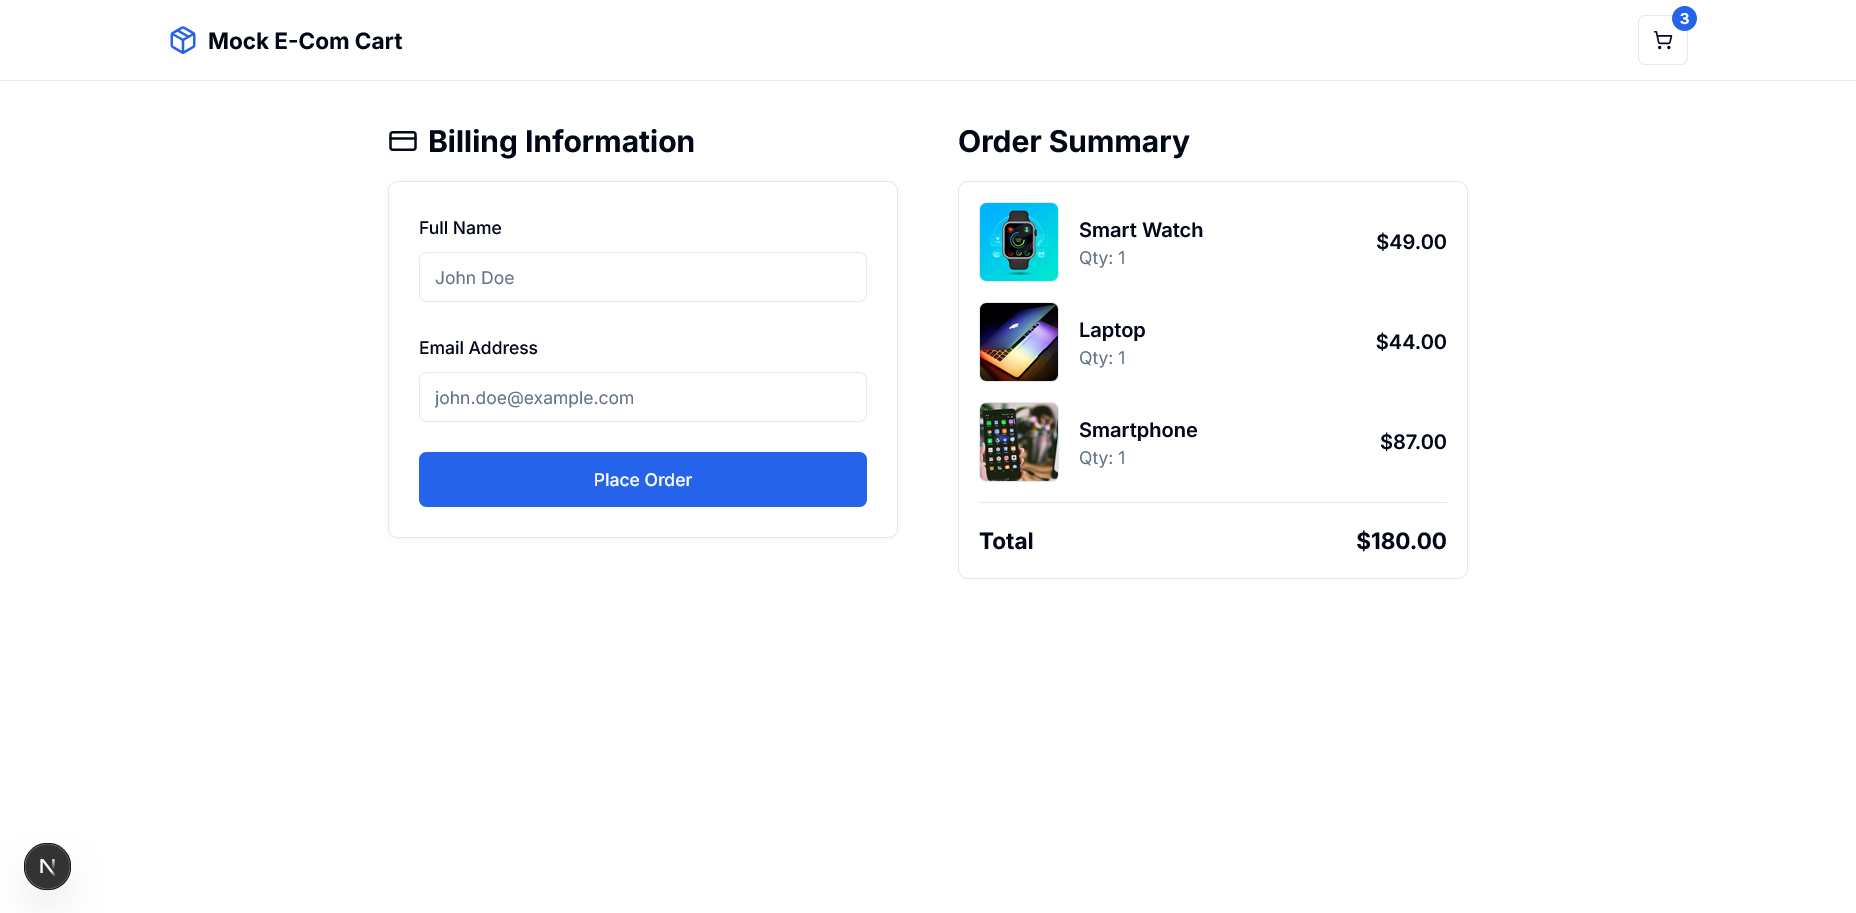 Mock E-Com Cart
3
Billing Information
Full Name
John Doe
Email Address
john.doe@example.com
Place Order
Order Summary
Smart Watch
Qty: 1
$49.00
Laptop
Qty: 1
$44.00
Smartphone
Qty: 1
$87.00
Total
$180.00
N